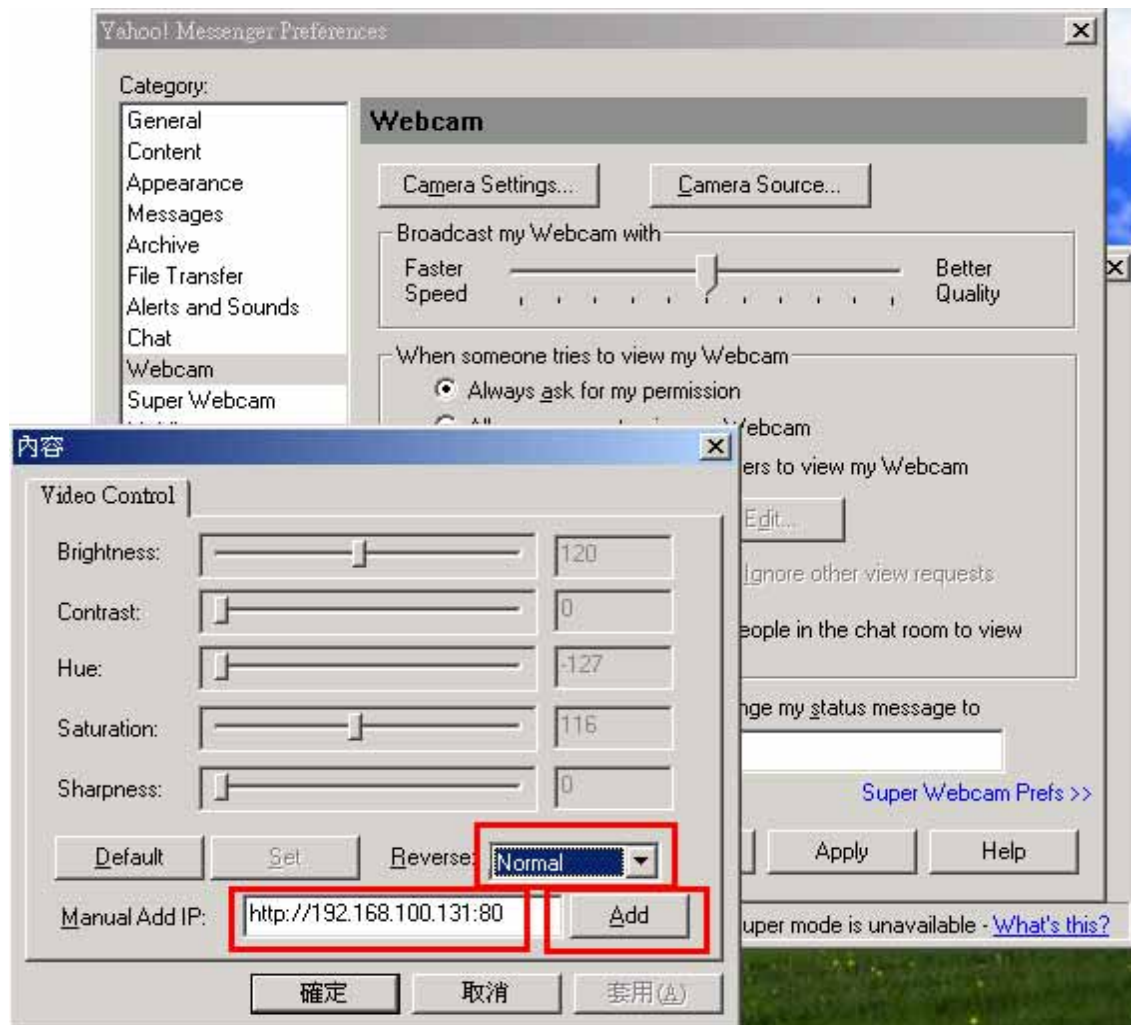 Yahoo! Messenger Preferences
Category:
General
Content
Appearance
Messages
Archive
File Transfer
Alerts and Sounds
Chat
Webcam
Super Webcam
Webcam
Camera Settings...
Camera Source...
Broadcast my Webcam with
Faster Speed
Better Quality
When someone tries to view my Webcam
Always ask for my permission
Webcam
to view my Webcam
Edit...
Ignore other view requests
in the chat room to view
my status message to
Super Webcam Prefs >>
Apply
Help
mode is unavailable - What's this?
內容
Video Control
Brightness: 120
Contrast: 0
Hue: -127
Saturation: 116
Sharpness: 0
Default
Set
Reverse: Normal
Manual Add IP: http://192.168.100.131:80
Add
確定
取消
套用(A)